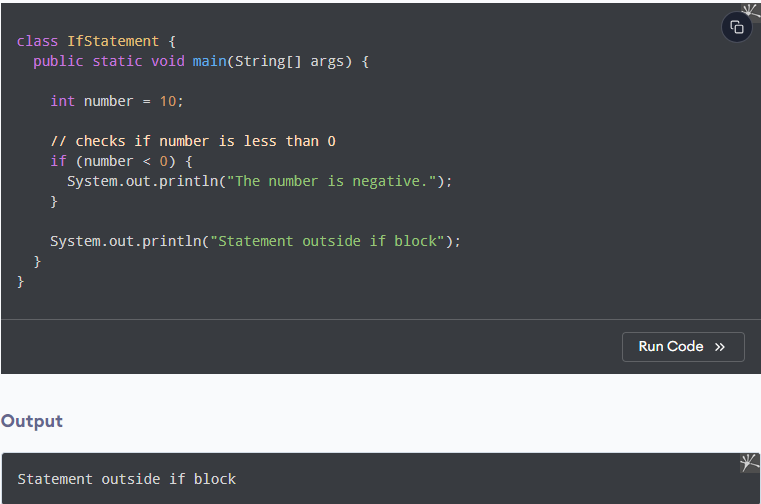 class IfStatement {
  public static void main(String[] args) {

    int number = 10;

    // checks if number is less than 0
    if (number < 0) {
      System.out.println("The number is negative.");
    }

    System.out.println("Statement outside if block");
  }
}
Run Code »
Output
Statement outside if block